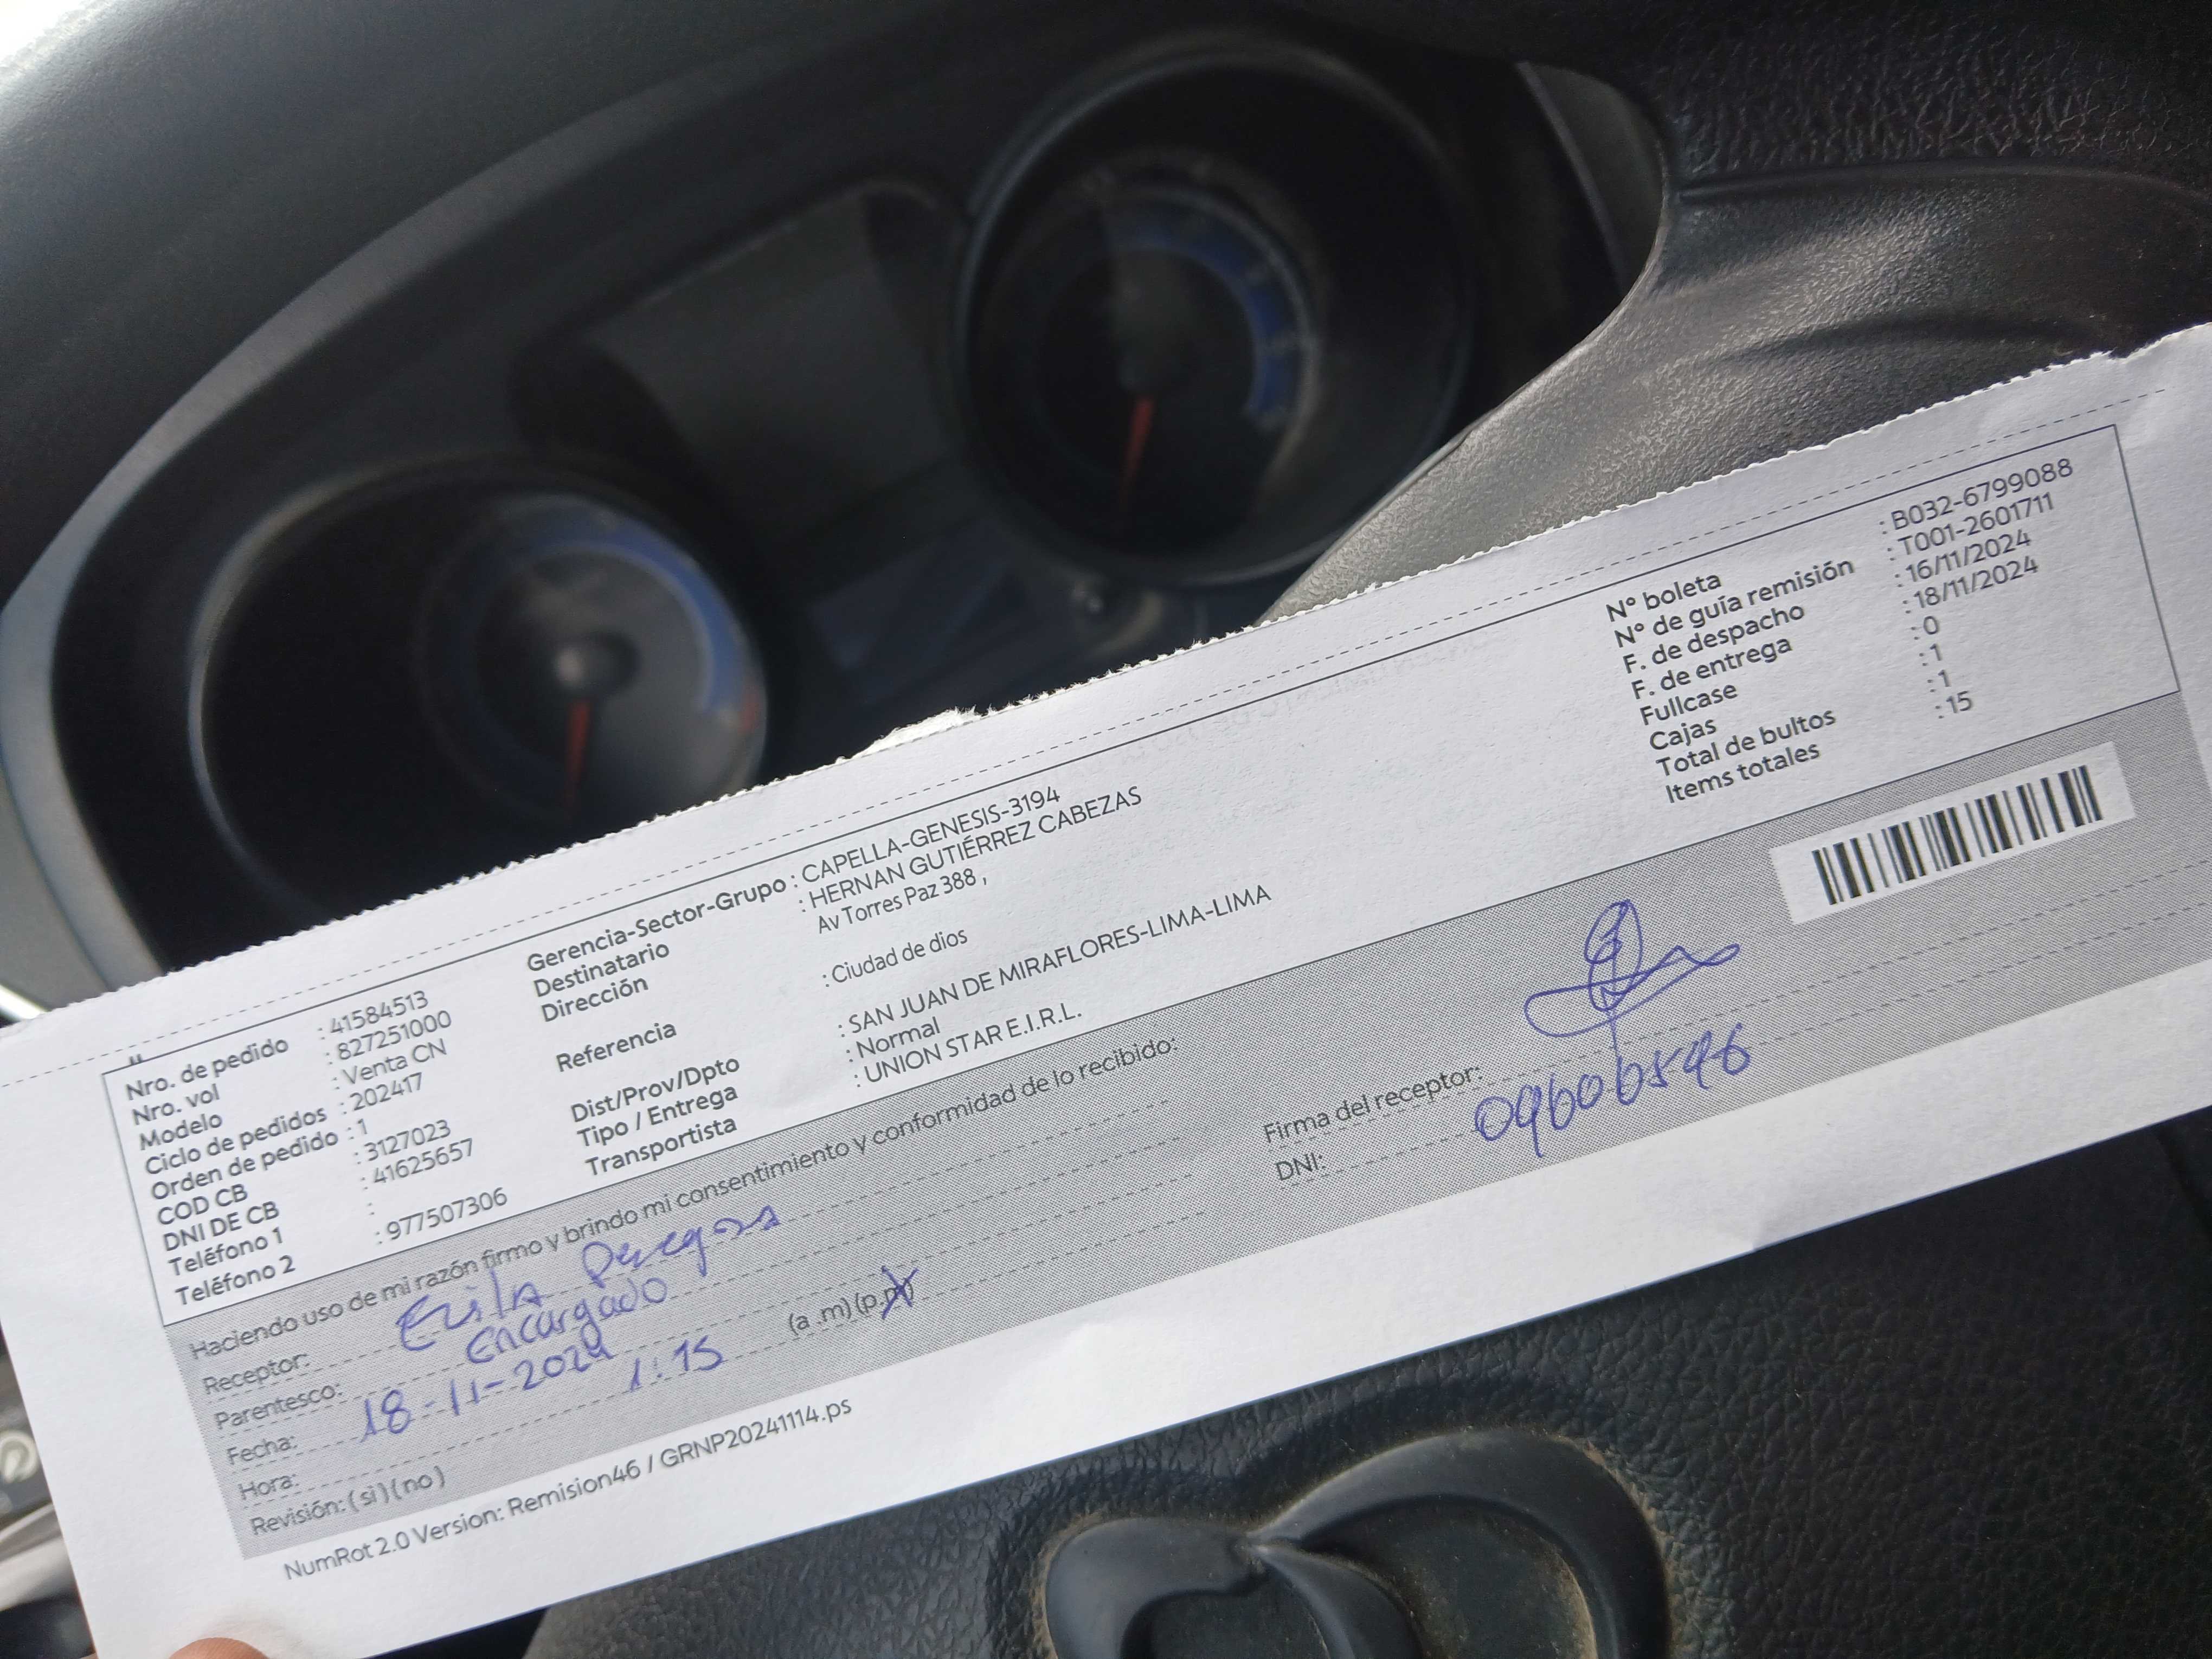 Nro. de pedido : 41584513
Nro. vol : 827251000
Modelo : Venta CN
Ciclo de pedidos : 202417
Orden de pedido : 1
COD CB : 3127023
DNI DE CB : 41625657
Teléfono 1 :
Teléfono 2 : 977507306
Gerencia-Sector-Grupo : CAPELLA-GENESIS-3194
Destinatario : HERNAN GUTIÉRREZ CABEZAS
Dirección Av Torres Paz 388 ,
Referencia : Ciudad de dios
Dist/Prov/Dpto : SAN JUAN DE MIRAFLORES-LIMA-LIMA
Tipo / Entrega : Normal
Transportista : UNION STAR E.I.R.L.
N° boleta : B032-6799088
N° de guía remisión : T001-2601711
F. de despacho : 16/11/2024
F. de entrega : 18/11/2024
Fullcase : 0
Cajas : 1
Total de bultos : 1
Items totales : 15
Haciendo uso de mi razón firmo y brindo mi consentimiento y conformidad de lo recibido:
Receptor:
Parentesco: Encargado
Fecha: 18-11-2024
Hora: 1:15 (a .m) (p.m)
Revisión: ( si ) ( no )
Firma del receptor:
DNI:
NumRot 2.0 Version: Remision46 / GRNP20241114.ps